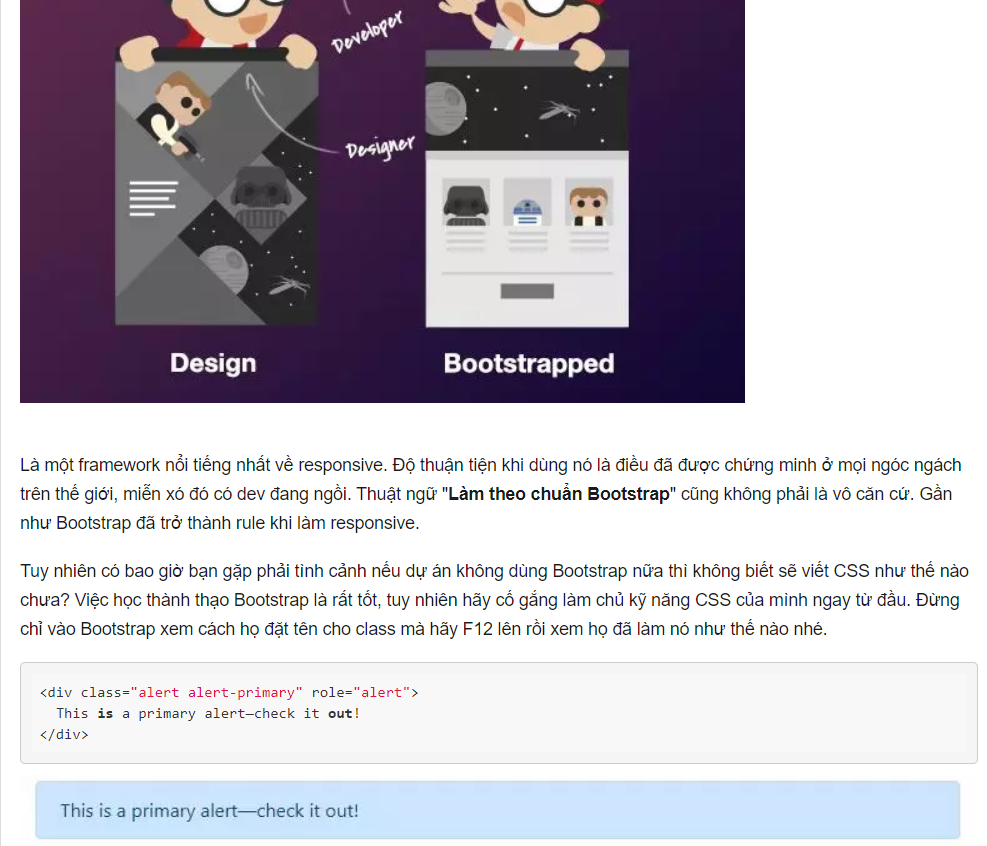 Developer
Designer
Design
Bootstrapped
Là một framework nổi tiếng nhất về responsive. Độ thuận tiện khi dùng nó là điều đã được chứng minh ở mọi ngóc ngách
trên thế giới, miễn xó đó có dev đang ngồi. Thuật ngữ "Làm theo chuẩn Bootstrap" cũng không phải là vô căn cứ. Gần
như Bootstrap đã trở thành rule khi làm responsive.
Tuy nhiên có bao giờ bạn gặp phải tình cảnh nếu dự án không dùng Bootstrap nữa thì không biết sẽ viết CSS như thế nào
chưa? Việc học thành thạo Bootstrap là rất tốt, tuy nhiên hãy cố gắng làm chủ kỹ năng CSS của mình ngay từ đầu. Đừng
chỉ vào Bootstrap xem cách họ đặt tên cho class mà hãy F12 lên rồi xem họ đã làm nó như thế nào nhé.
<div class="alert alert-primary" role="alert">
  This is a primary alert—check it out!
</div>
This is a primary alert—check it out!